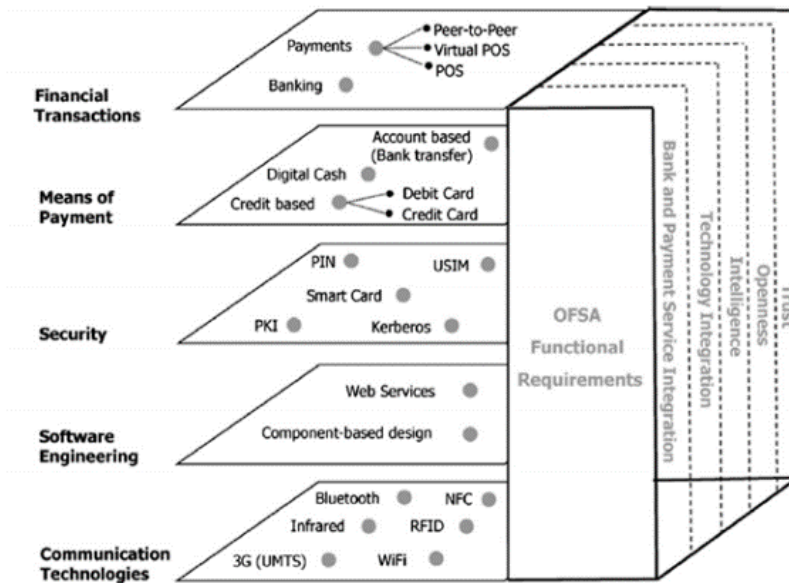 Payments
Peer-to-Peer
Virtual POS
POS
Banking
Financial
Transactions
Account based
(Bank transfer)
Digital Cash
Credit based
Debit Card
Credit Card
Means of
Payment
PIN
USIM
Smart Card
PKI
Kerberos
Security
Web Services
Component-based design
Software
Engineering
Bluetooth
NFC
Infrared
RFID
3G (UMTS)
WiFi
Communication
Technologies
OFSA
Functional
Requirements
Bank and Payment Service Integration
Technology Integration
Intelligence
Openness
Trust